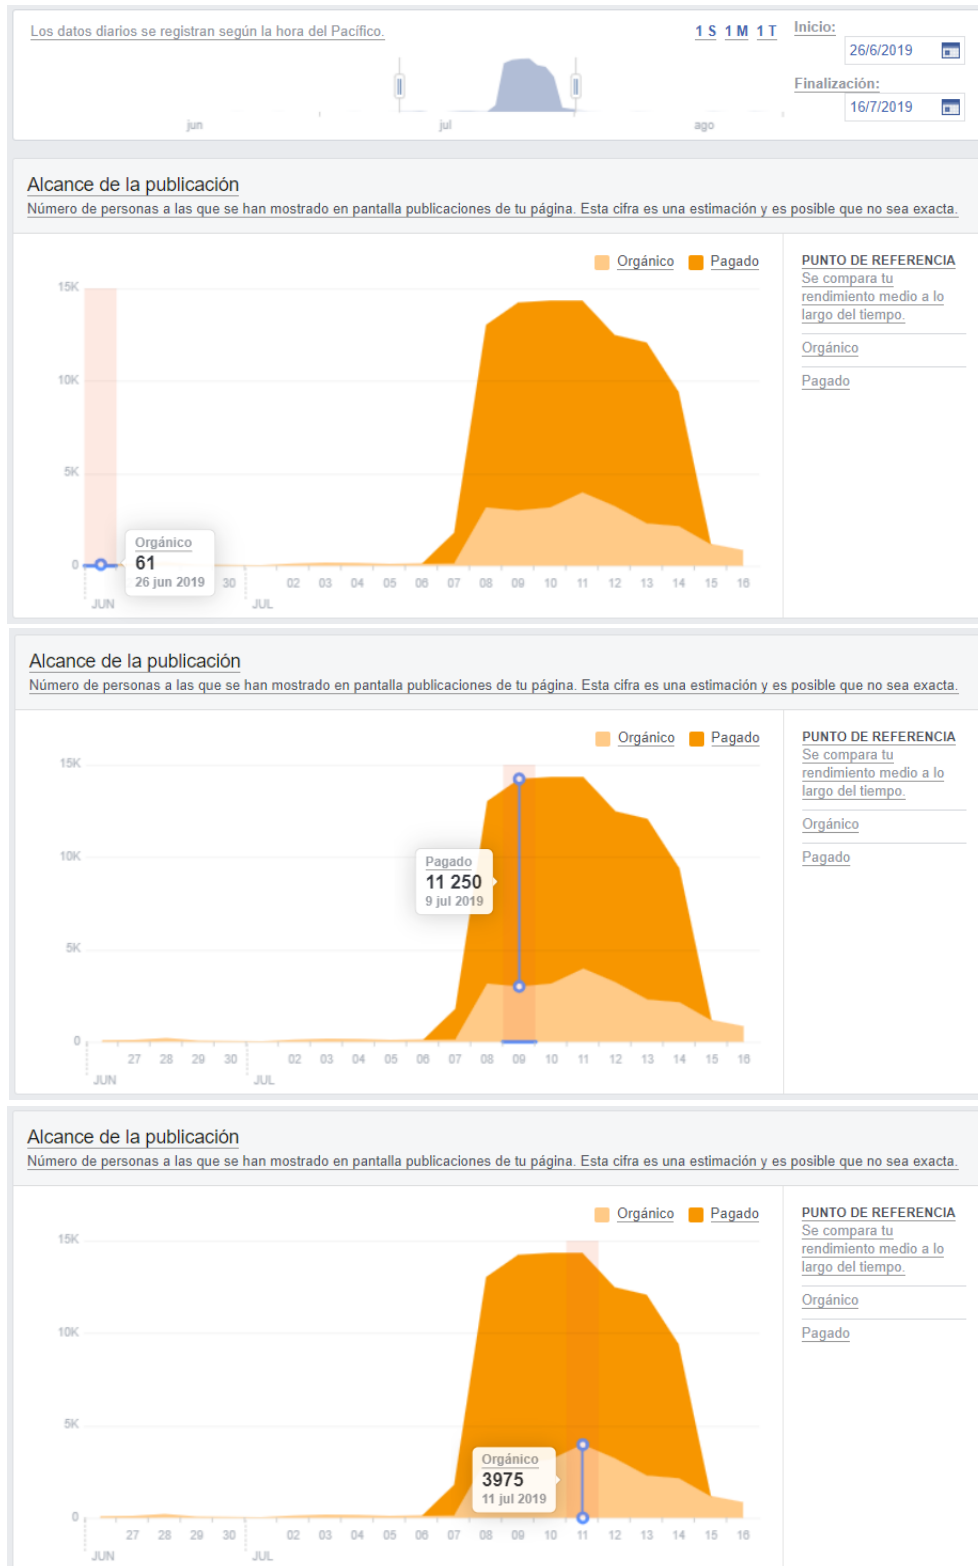 Los datos diarios se registran según la hora del Pacífico.
1 S 1 M 1 T
Inicio:
26/6/2019
Finalización:
16/7/2019
jun jul ago
Alcance de la publicación
Número de personas a las que se han mostrado en pantalla publicaciones de tu página. Esta cifra es una estimación y es posible que no sea exacta.
Orgánico Pagado
PUNTO DE REFERENCIA
Se compara tu
rendimiento medio a lo
largo del tiempo.
Orgánico
Pagado
15K
10K
5K
0
Orgánico
61
26 jun 2019
30 02 03 04 05 06 07 08 09 10 11 12 13 14 15 16
JUN JUL
Alcance de la publicación
Número de personas a las que se han mostrado en pantalla publicaciones de tu página. Esta cifra es una estimación y es posible que no sea exacta.
Orgánico Pagado
PUNTO DE REFERENCIA
Se compara tu
rendimiento medio a lo
largo del tiempo.
Orgánico
Pagado
15K
10K
Pagado
11 250
9 jul 2019
5K
0
27 28 29 30 02 03 04 05 06 07 08 09 10 11 12 13 14 15 16
JUN JUL
Alcance de la publicación
Número de personas a las que se han mostrado en pantalla publicaciones de tu página. Esta cifra es una estimación y es posible que no sea exacta.
Orgánico Pagado
PUNTO DE REFERENCIA
Se compara tu
rendimiento medio a lo
largo del tiempo.
Orgánico
Pagado
15K
10K
5K
Orgánico
3975
11 jul 2019
0
27 28 29 30 02 03 04 05 06 07 08 09 10 11 12 13 14 15 16
JUN JUL